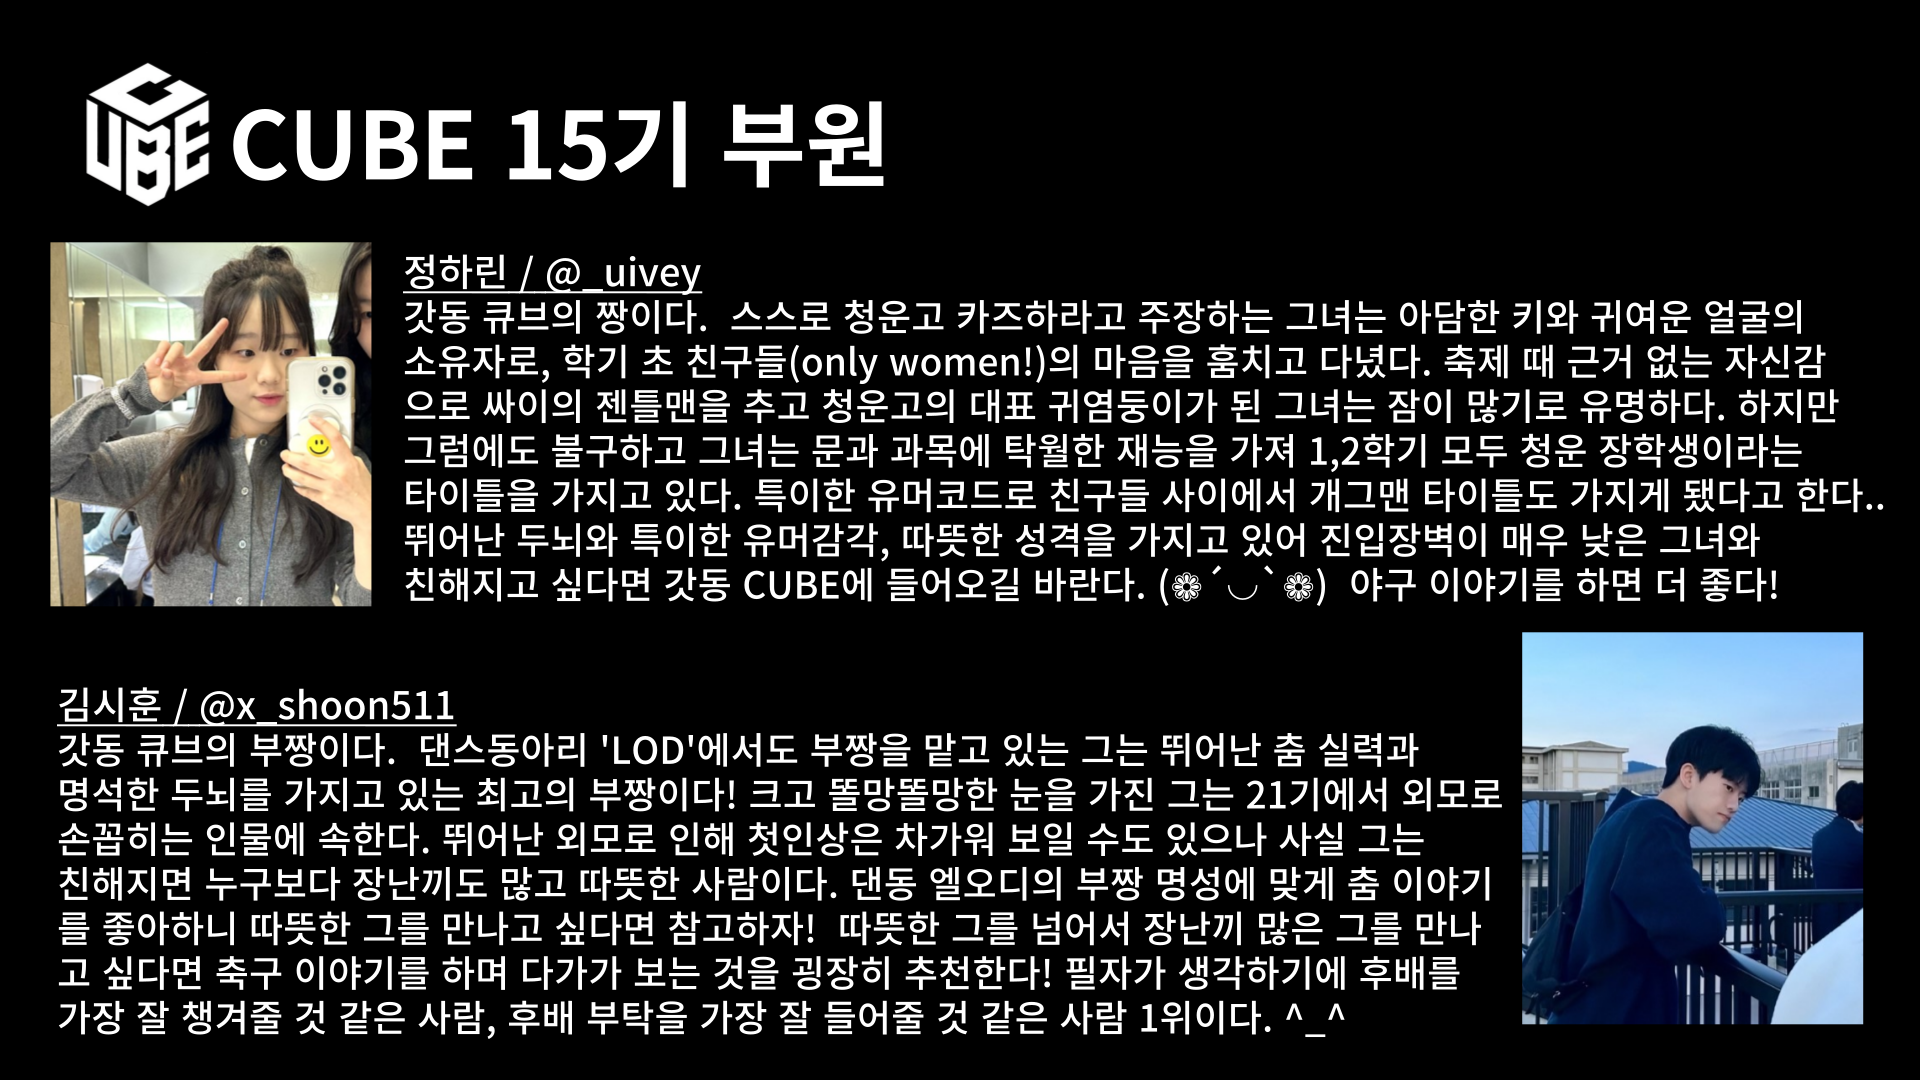 CUBE
CUBE 15기 부원
정하린 / @_uivey
갓동 큐브의 짱이다. 스스로 청운고 카즈하라고 주장하는 그녀는 아담한 키와 귀여운 얼굴의
소유자로, 학기 초 친구들(only women!)의 마음을 훔치고 다녔다. 축제 때 근거 없는 자신감
으로 싸이의 젠틀맨을 추고 청운고의 대표 귀염둥이가 된 그녀는 잠이 많기로 유명하다. 하지만
그럼에도 불구하고 그녀는 문과 과목에 탁월한 재능을 가져 1,2학기 모두 청운 장학생이라는
타이틀을 가지고 있다. 특이한 유머코드로 친구들 사이에서 개그맨 타이틀도 가지게 됐다고 한다..
뛰어난 두뇌와 특이한 유머감각, 따뜻한 성격을 가지고 있어 진입장벽이 매우 낮은 그녀와
친해지고 싶다면 갓동 CUBE에 들어오길 바란다. (❁´◡`❁) 야구 이야기를 하면 더 좋다!
김시훈 / @x_shoon511
갓동 큐브의 부짱이다. 댄스동아리 'LOD'에서도 부짱을 맡고 있는 그는 뛰어난 춤 실력과
명석한 두뇌를 가지고 있는 최고의 부짱이다! 크고 똘망똘망한 눈을 가진 그는 21기에서 외모로
손꼽히는 인물에 속한다. 뛰어난 외모로 인해 첫인상은 차가워 보일 수도 있으나 사실 그는
친해지면 누구보다 장난끼도 많고 따뜻한 사람이다. 댄동 엘오디의 부짱 명성에 맞게 춤 이야기
를 좋아하니 따뜻한 그를 만나고 싶다면 참고하자! 따뜻한 그를 넘어서 장난끼 많은 그를 만나
고 싶다면 축구 이야기를 하며 다가가 보는 것을 굉장히 추천한다! 필자가 생각하기에 후배를
가장 잘 챙겨줄 것 같은 사람, 후배 부탁을 가장 잘 들어줄 것 같은 사람 1위이다. ^_^